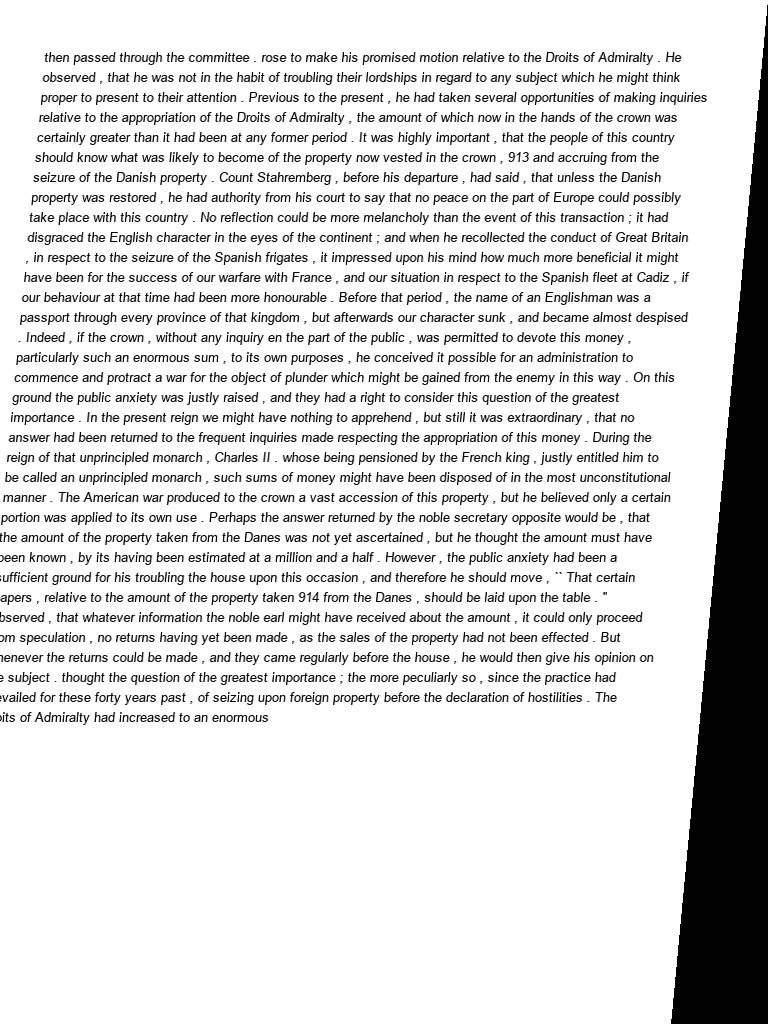 then passed through the committee . rose to make his promised motion relative to the Droits of Admiralty . He
observed , that he was not in the habit of troubling their lordships in regard to any subject which he might think
proper to present to their attention . Previous to the present , he had taken several opportunities of making inquiries
relative to the appropriation of the Droits of Admiralty , the amount of which now in the hands of the crown was
certainly greater than it had been at any former period . It was highly important , that the people of this country
should know what was likely to become of the property now vested in the crown , 913 and accruing from the
seizure of the Danish property . Count Stahremberg , before his departure , had said , that unless the Danish
property was restored , he had authority from his court to say that no peace on the part of Europe could possibly
take place with this country . No reflection could be more melancholy than the event of this transaction ; it had
disgraced the English character in the eyes of the continent ; and when he recollected the conduct of Great Britain
, in respect to the seizure of the Spanish frigates , it impressed upon his mind how much more beneficial it might
have been for the success of our warfare with France , and our situation in respect to the Spanish fleet at Cadiz , if
our behaviour at that time had been more honourable . Before that period , the name of an Englishman was a
passport through every province of that kingdom , but afterwards our character sunk , and became almost despised
. Indeed , if the crown , without any inquiry en the part of the public , was permitted to devote this money ,
particularly such an enormous sum , to its own purposes , he conceived it possible for an administration to
commence and protract a war for the object of plunder which might be gained from the enemy in this way . On this
ground the public anxiety was justly raised , and they had a right to consider this question of the greatest
importance . In the present reign we might have nothing to apprehend , but still it was extraordinary , that no
answer had been returned to the frequent inquiries made respecting the appropriation of this money . During the
reign of that unprincipled monarch , Charles II . whose being pensioned by the French king , justly entitled him to
be called an unprincipled monarch , such sums of money might have been disposed of in the most unconstitutional
manner . The American war produced to the crown a vast accession of this property , but he believed only a certain
portion was applied to its own use . Perhaps the answer returned by the noble secretary opposite would be , that
the amount of the property taken from the Danes was not yet ascertained , but he thought the amount must have
been known , by its having been estimated at a million and a half . However , the public anxiety had been a
sufficient ground for his troubling the house upon this occasion , and therefore he should move , `` That certain
apers , relative to the amount of the property taken 914 from the Danes , should be laid upon the table . "
bserved , that whatever information the noble earl might have received about the amount , it could only proceed
om speculation , no returns having yet been made , as the sales of the property had not been effected . But
henever the returns could be made , and they came regularly before the house , he would then give his opinion on
e subject . thought the question of the greatest importance ; the more peculiarly so , since the practice had
evailed for these forty years past , of seizing upon foreign property before the declaration of hostilities . The
oits of Admiralty had increased to an enormous